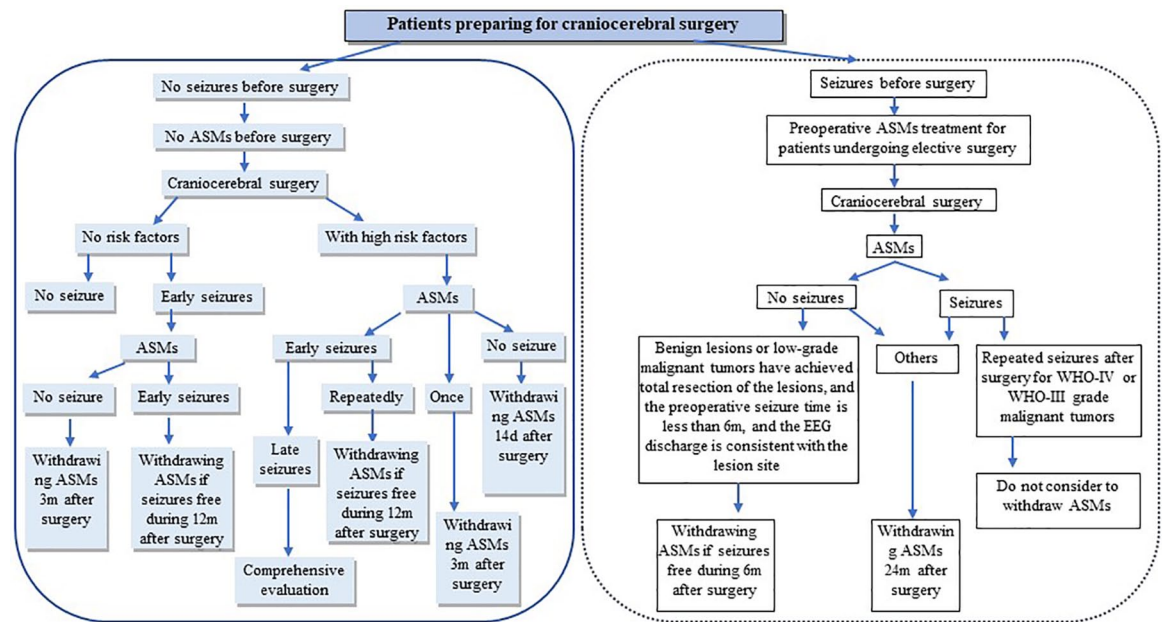 Patients preparing for craniocerebral surgery
No seizures before surgery
No ASMs before surgery
Craniocerebral surgery
No risk factors
With high risk factors
No seizure
Early seizures
ASMs
ASMs
Early seizures
No seizure
No seizure
Early seizures
Repeatedly
Once
Withdrawi
ng ASMs
14d after
surgery
Late
seizures
Withdrawi
ng ASMs
3m after
surgery
Withdrawing
ASMs if
seizures free
during 12m
after surgery
Withdrawing
ASMs if
seizures free
during 12m
after surgery
Withdrawi
ng ASMs
3m after
surgery
Comprehensive
evaluation
Seizures before surgery
Preoperative ASMs treatment for
patients undergoing elective surgery
Craniocerebral surgery
ASMs
No seizures
Seizures
Benign lesions or low-grade
malignant tumors have achieved
total resection of the lesions, and
the preoperative seizure time is
less than 6m, and the EEG
discharge is consistent with the
lesion site
Others
Repeated seizures after
surgery for WHO-IV or
WHO-III grade
malignant tumors
Do not consider to
withdraw ASMs
Withdrawing
ASMs if seizures
free during 6m
after surgery
Withdrawin
g ASMs
24m after
surgery